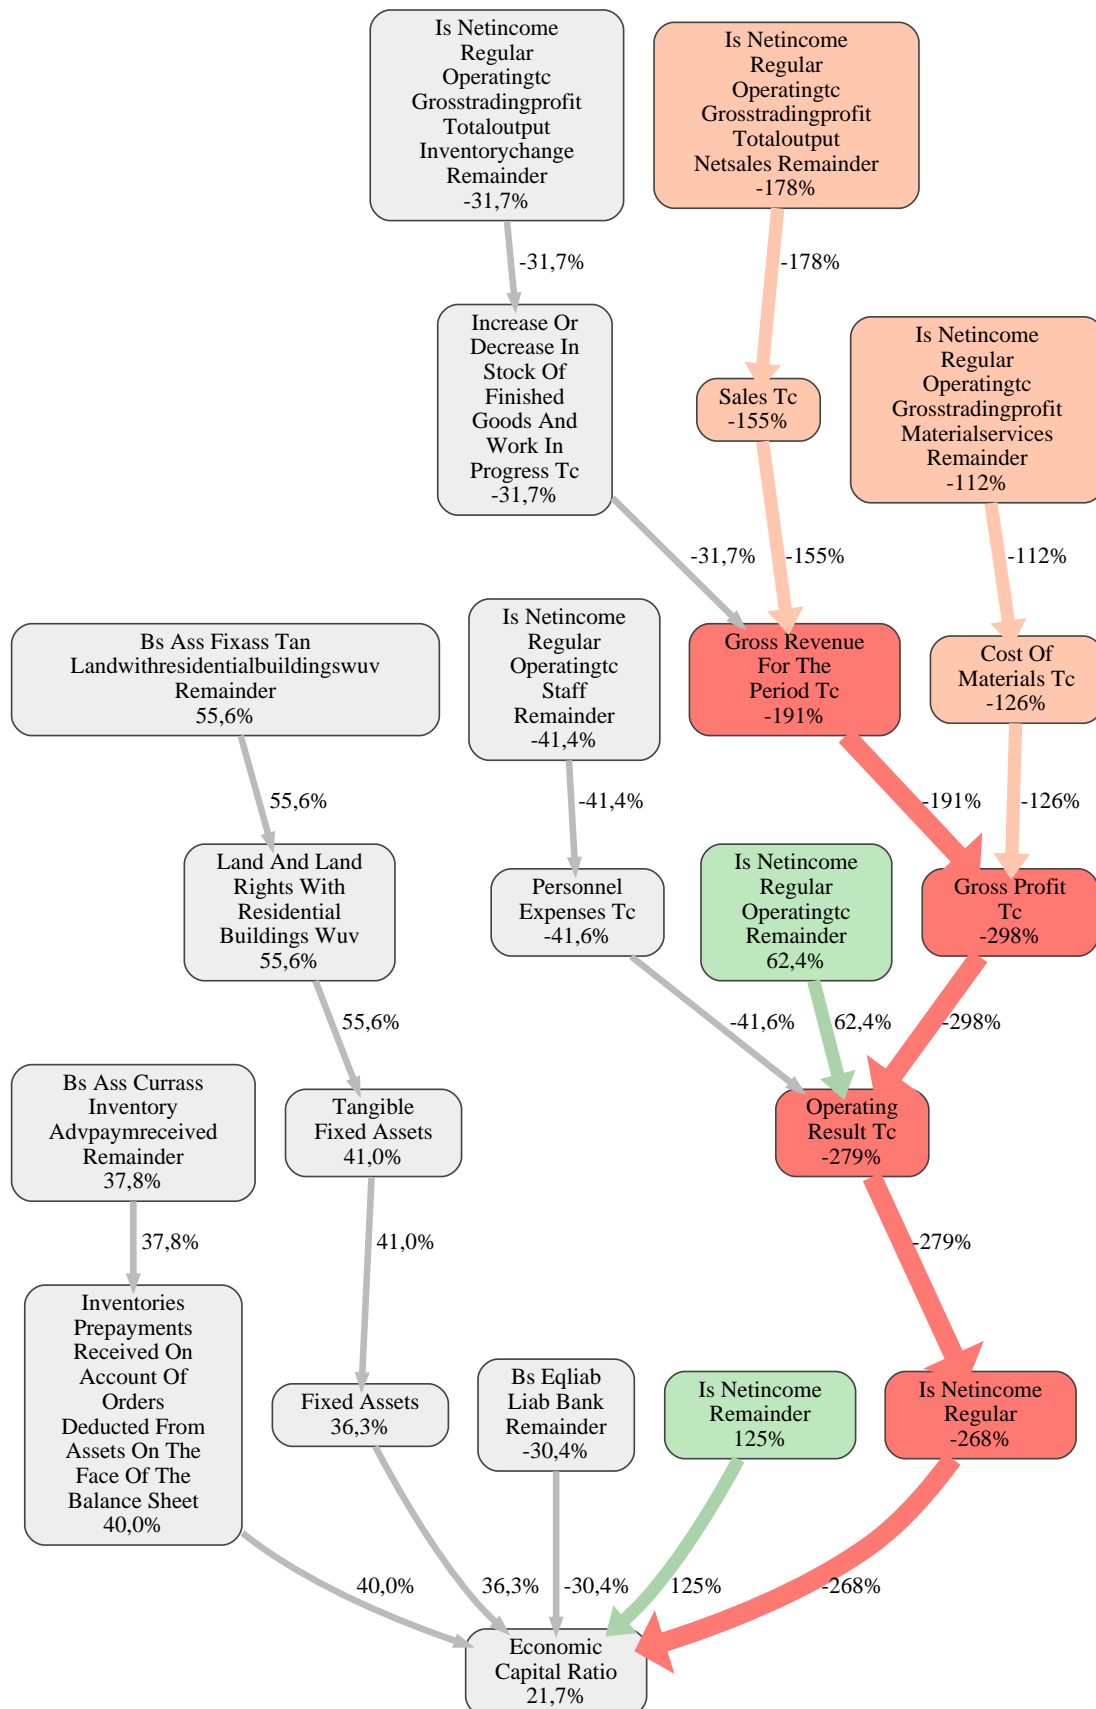 Is Netincome
Regular
Operatingtc
Grosstradingprofit
Totaloutput
Inventorychange
Remainder
-31,7%
Is Netincome
Regular
Operatingtc
Grosstradingprofit
Totaloutput
Netsales Remainder
-178%
-31,7%
-178%
Increase Or
Decrease In
Stock Of
Finished
Goods And
Work In
Progress Tc
-31,7%
Sales Tc
-155%
Is Netincome
Regular
Operatingtc
Grosstradingprofit
Materialservices
Remainder
-112%
-31,7%
-155%
-112%
Bs Ass Fixass Tan
Landwithresidentialbuildingswuv
Remainder
55,6%
Is Netincome
Regular
Operatingtc
Staff
Remainder
-41,4%
Gross Revenue
For The
Period Tc
-191%
Cost Of
Materials Tc
-126%
55,6%
-41,4%
-191%
-126%
Land And Land
Rights With
Residential
Buildings Wuv
55,6%
Personnel
Expenses Tc
-41,6%
Is Netincome
Regular
Operatingtc
Remainder
62,4%
Gross Profit
Tc
-298%
55,6%
-41,6%
62,4%
-298%
Bs Ass Currass
Inventory
Advpaymreceived
Remainder
37,8%
Tangible
Fixed Assets
41,0%
Operating
Result Tc
-279%
37,8%
41,0%
-279%
Inventories
Prepayments
Received On
Account Of
Orders
Deducted From
Assets On The
Face Of The
Balance Sheet
40,0%
Fixed Assets
36,3%
Bs Eqliab
Liab Bank
Remainder
-30,4%
Is Netincome
Remainder
125%
Is Netincome
Regular
-268%
40,0%
36,3%
-30,4%
125%
-268%
Economic
Capital Ratio
21,7%